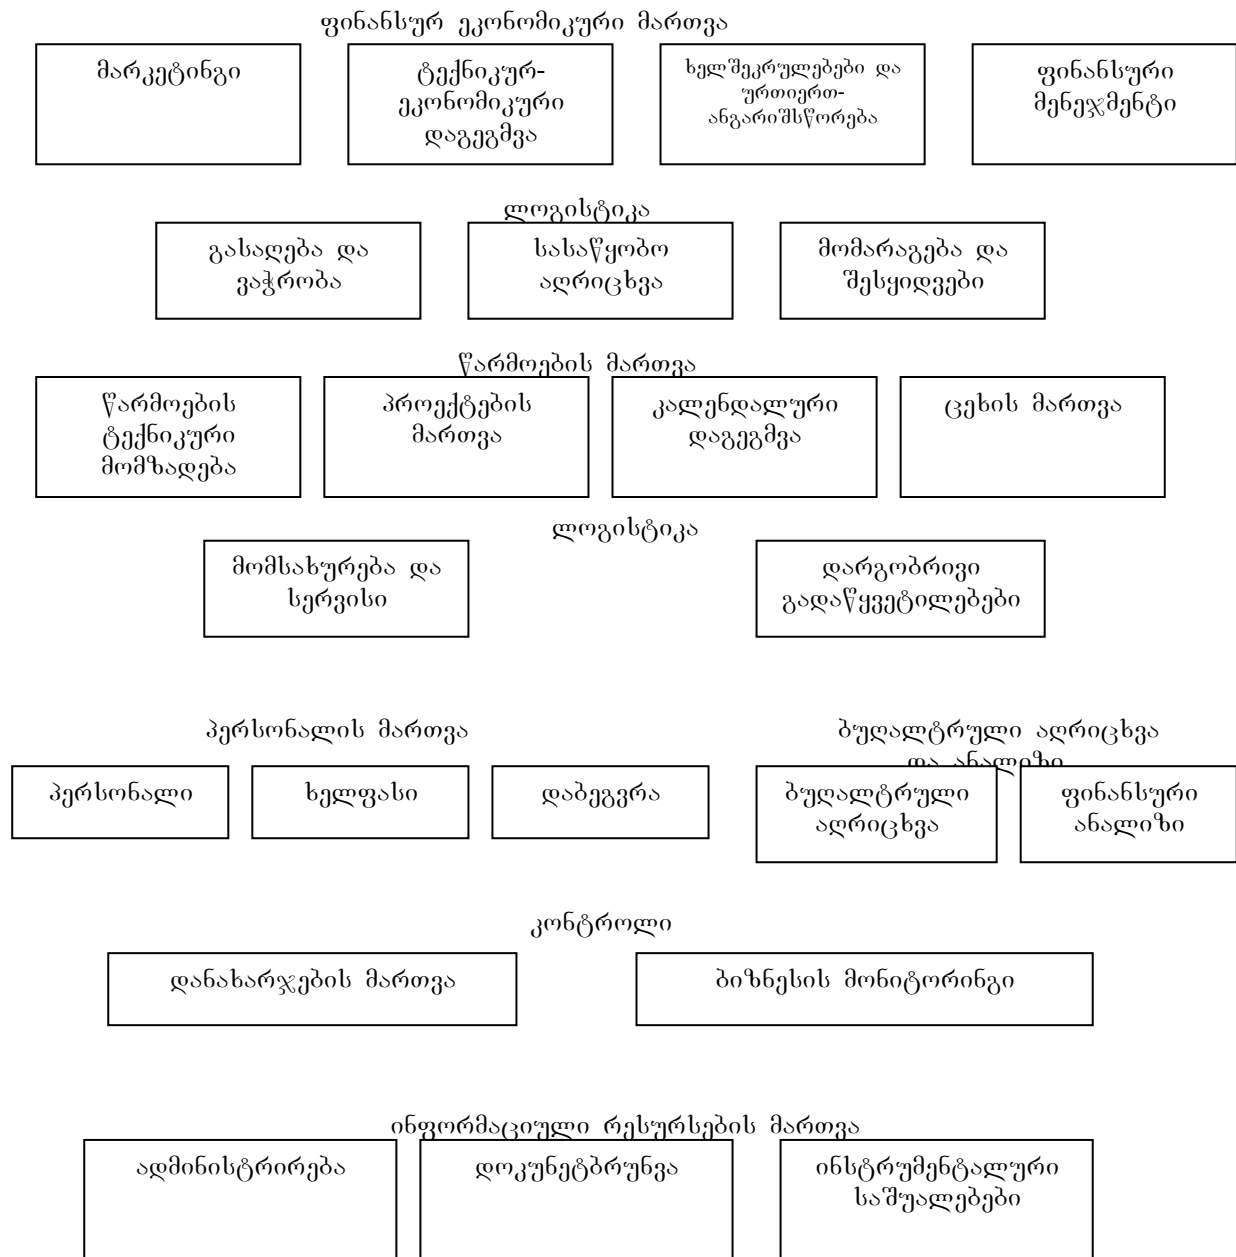 ფინანსურ ეკონომიკური მართვა
მარკეტინგი
ტექნიკურ-
ეკონომიკური
დაგეგმვა
ხელშეკრულებები და
ურთიერთ-
ანგარიშსწორება
ფინანსური
მენეჯმენტი
ლოგისტიკა
გასაღება და
ვაჭრობა
სასაწყობო
აღრიცხვა
მომარაგება და
შესყიდვები
წარმოების მართვა
წარმოების
ტექნიკური
მომზადება
პროექტების
მართვა
კალენდალური
დაგეგმვა
ცეხის მართვა
ლოგისტიკა
მომსახურება და
სერვისი
დარგობრივი
გადაწყვეტილებები
პერსონალის მართვა
პერსონალი
ხელფასი
დაბეგვრა
ბუღალტრული აღრიცხვა
და ანალიზი
ბუღალტრული
აღრიცხვა
ფინანსური
ანალიზი
კონტროლი
დანახარჯების მართვა
ბიზნესის მონიტორინგი
ინფორმაციული რესურსების მართვა
ადმინისტრირება
დოკუნეტბრუნვა
ინსტრუმენტალური
საშუალებები